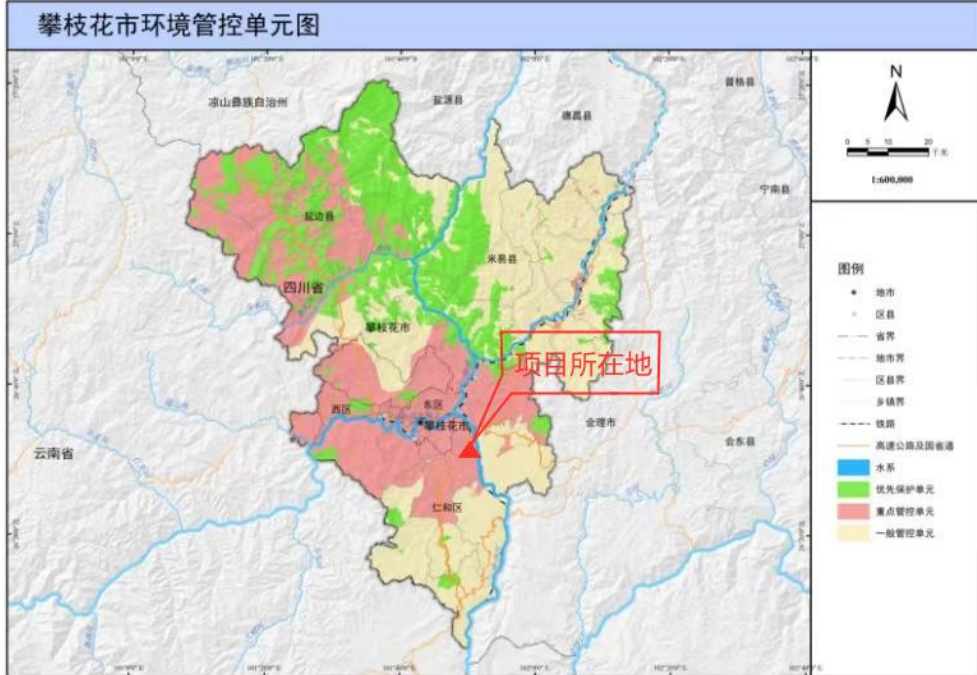 攀枝花市环境管控单元图
盐源县
普格县
凉山彝族自治州
德昌县
宁南县
盐边县
米易县
四川省
攀枝花市
项目所在地
西区
东区
攀枝花市
会理市
会东县
云南省
仁和区
N
0 5 10 20
千米
1:600,000
图例
地市
区县
省界
地市界
区县界
乡镇界
铁路
高速公路及国省道
水系
优先保护单元
重点管控单元
一般管控单元